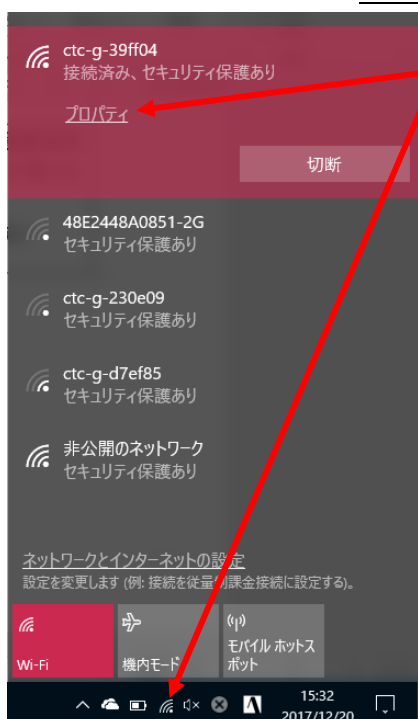 ctc-g-39ff04
接続済み、セキュリティ保護あり
プロパティ
切断
48E2448A0851-2G
セキュリティ保護あり
ctc-g-230e09
セキュリティ保護あり
ctc-g-d7ef85
セキュリティ保護あり
非公開のネットワーク
セキュリティ保護あり
ネットワークとインターネットの設定
設定を変更します (例: 接続を従量制課金接続に設定する)。
Wi-Fi
機内モード
モバイル ホットス
ポット
15:32
2017/12/20